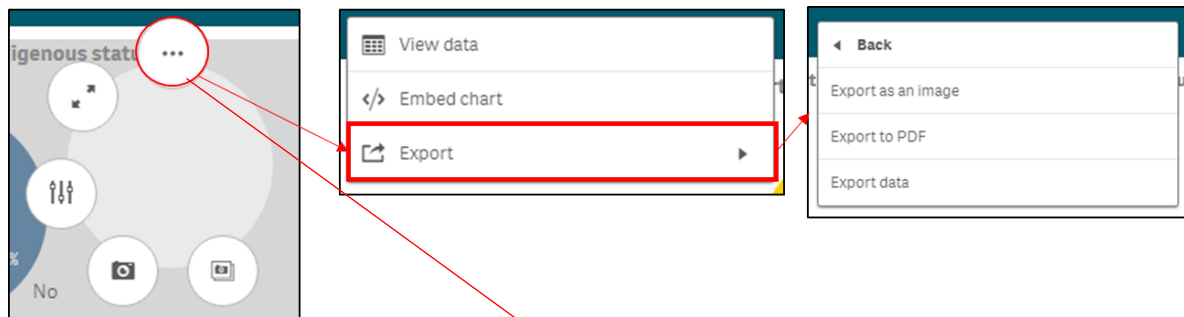 igenous statu
...
%
No
View data
</> Embed chart
Export
Back
Export as an image
Export to PDF
Export data